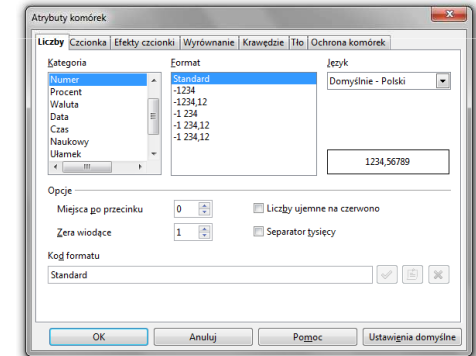 Atrybuty komórek
Liczby Czcionka Efekty czcionki Wyrównanie Krawędzie Tło Ochrona komórek
Kategoria Format Język
Numer Standard Domyślnie - Polski
Procent -1234
Waluta -1234,12
Data -1 234
Czas -1 234,12
Naukowy -1 234,12
Ułamek
1234,56789
Opcje
Miejsca po przecinku 0 Liczby ujemne na czerwono
Zera wiodące 1 Separator tysięcy
Kod formatu
Standard
OK Anuluj Pomoc Ustawienia domyślne